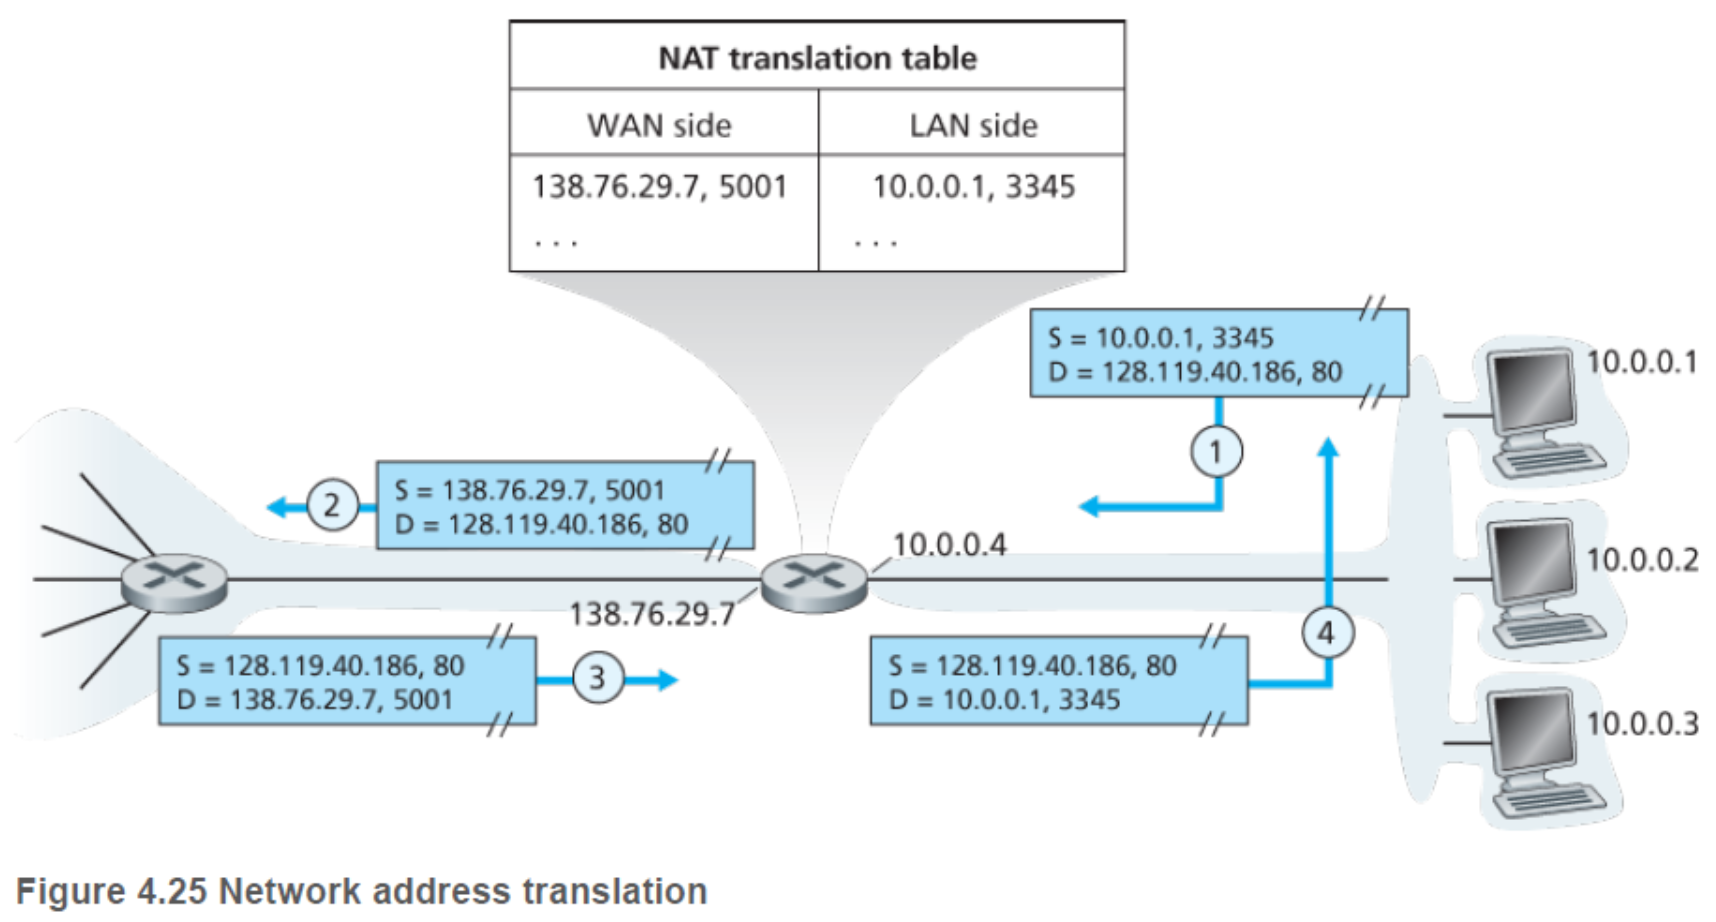 NAT translation table
WAN side
LAN side
138.76.29.7, 5001
10.0.0.1, 3345
. . .
. . .
S = 10.0.0.1, 3345
D = 128.119.40.186, 80
10.0.0.1
1
S = 138.76.29.7, 5001
D = 128.119.40.186, 80
2
10.0.0.4
10.0.0.2
138.76.29.7
S = 128.119.40.186, 80
D = 138.76.29.7, 5001
3
S = 128.119.40.186, 80
D = 10.0.0.1, 3345
4
10.0.0.3
Figure 4.25 Network address translation